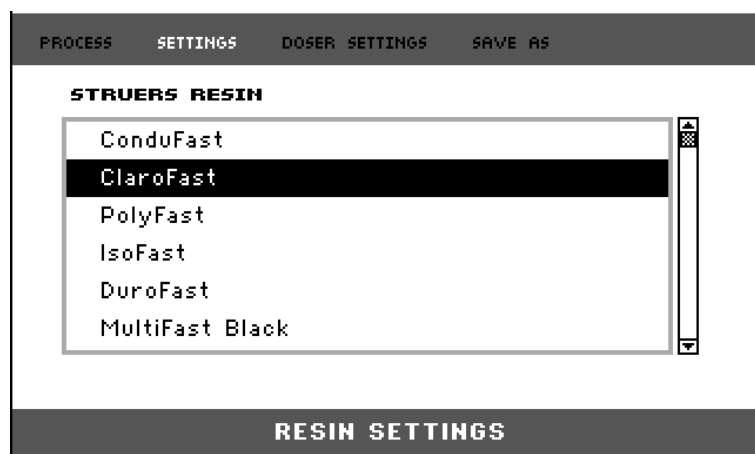 PROCESS SETTINGS DOSER SETTINGS SAVE AS
STRUERS RESIN
ConduFast
ClaroFast
PolyFast
IsoFast
DuroFast
MultiFast Black
RESIN SETTINGS